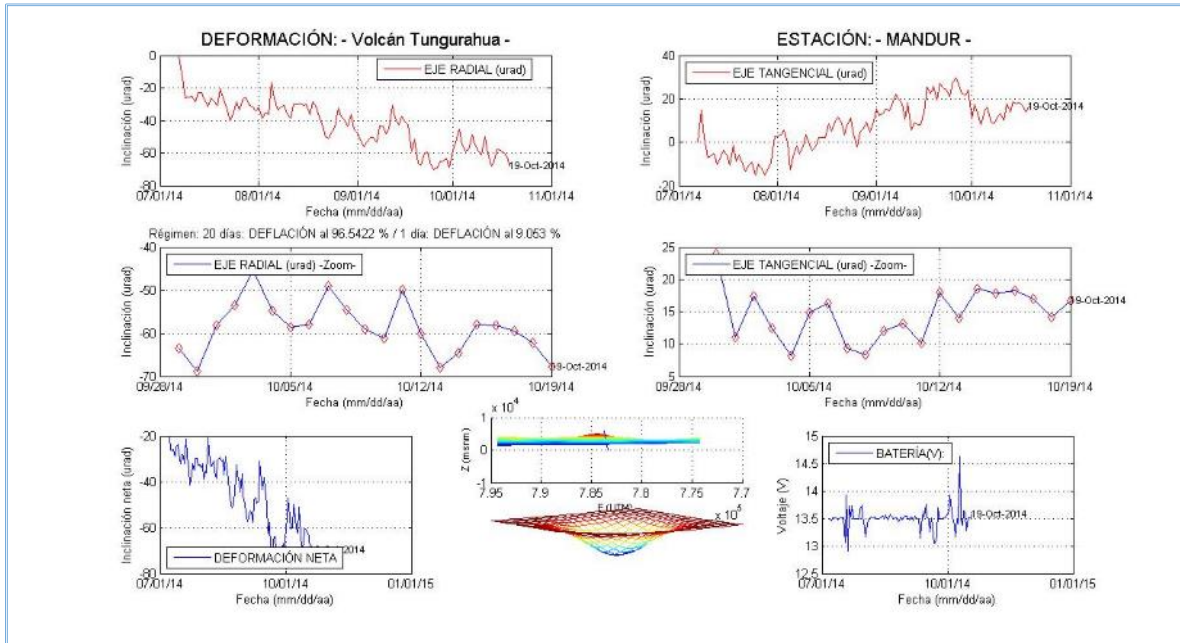 DEFORMACIÓN: - Volcán Tungurahua -
EJE RADIAL (urad)
Inclinación (urad)
0
-20
-40
-60
-80
19-Oct-2014
07/01/14 08/01/14 09/01/14 10/01/14 11/01/14
Fecha (mm/dd/aa)
ESTACIÓN: - MANDUR -
EJE TANGENCIAL (urad)
Inclinación (urad)
40
20
0
-20
19-Oct-2014
07/01/14 08/01/14 09/01/14 10/01/14 11/01/14
Fecha (mm/dd/aa)
Régimen: 20 días: DEFLACIÓN al 96.5422 % / 1 día: DEFLACIÓN al 9.053 %
EJE RADIAL (urad) -Zoom-
Inclinación (urad)
-40
-50
-60
-70
19-Oct-2014
09/28/14 10/05/14 10/12/14 10/19/14
Fecha (mm/dd/aa)
EJE TANGENCIAL (urad) -Zoom-
Inclinación (urad)
25
20
15
10
5
19-Oct-2014
09/28/14 10/05/14 10/12/14 10/19/14
Fecha (mm/dd/aa)
Inclinación neta (urad)
-20
-40
-60
-80
2014
DEFORMACIÓN NETA
07/01/14 10/01/14 01/01/15
Fecha (mm/dd/aa)
x 10^4
Z (msnm)
1
0
-1
7.95 7.9 7.85 7.8 7.75 7.7
E (UTM)
x 10^5
BATERÍA(V):
Voltaje (V)
15
14.5
14
13.5
13
12.5
19-Oct-2014
07/01/14 10/01/14 01/01/15
Fecha (mm/dd/aa)